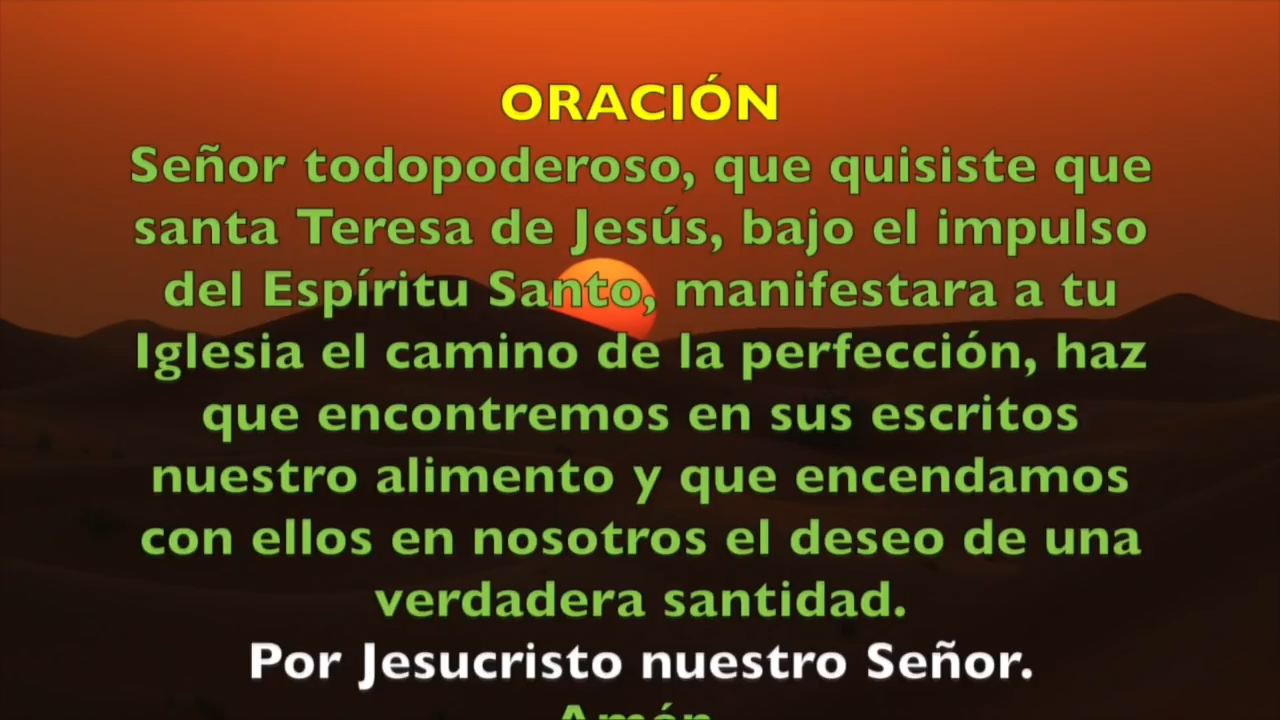 ORACIÓN
Señor todopoderoso, que quisiste que
santa Teresa de Jesús, bajo el impulso
del Espíritu Santo, manifestara a tu
Iglesia el camino de la perfección, haz
que encontremos en sus escritos
nuestro alimento y que encendamos
con ellos en nosotros el deseo de una
verdadera santidad.
Por Jesucristo nuestro Señor.
Amén